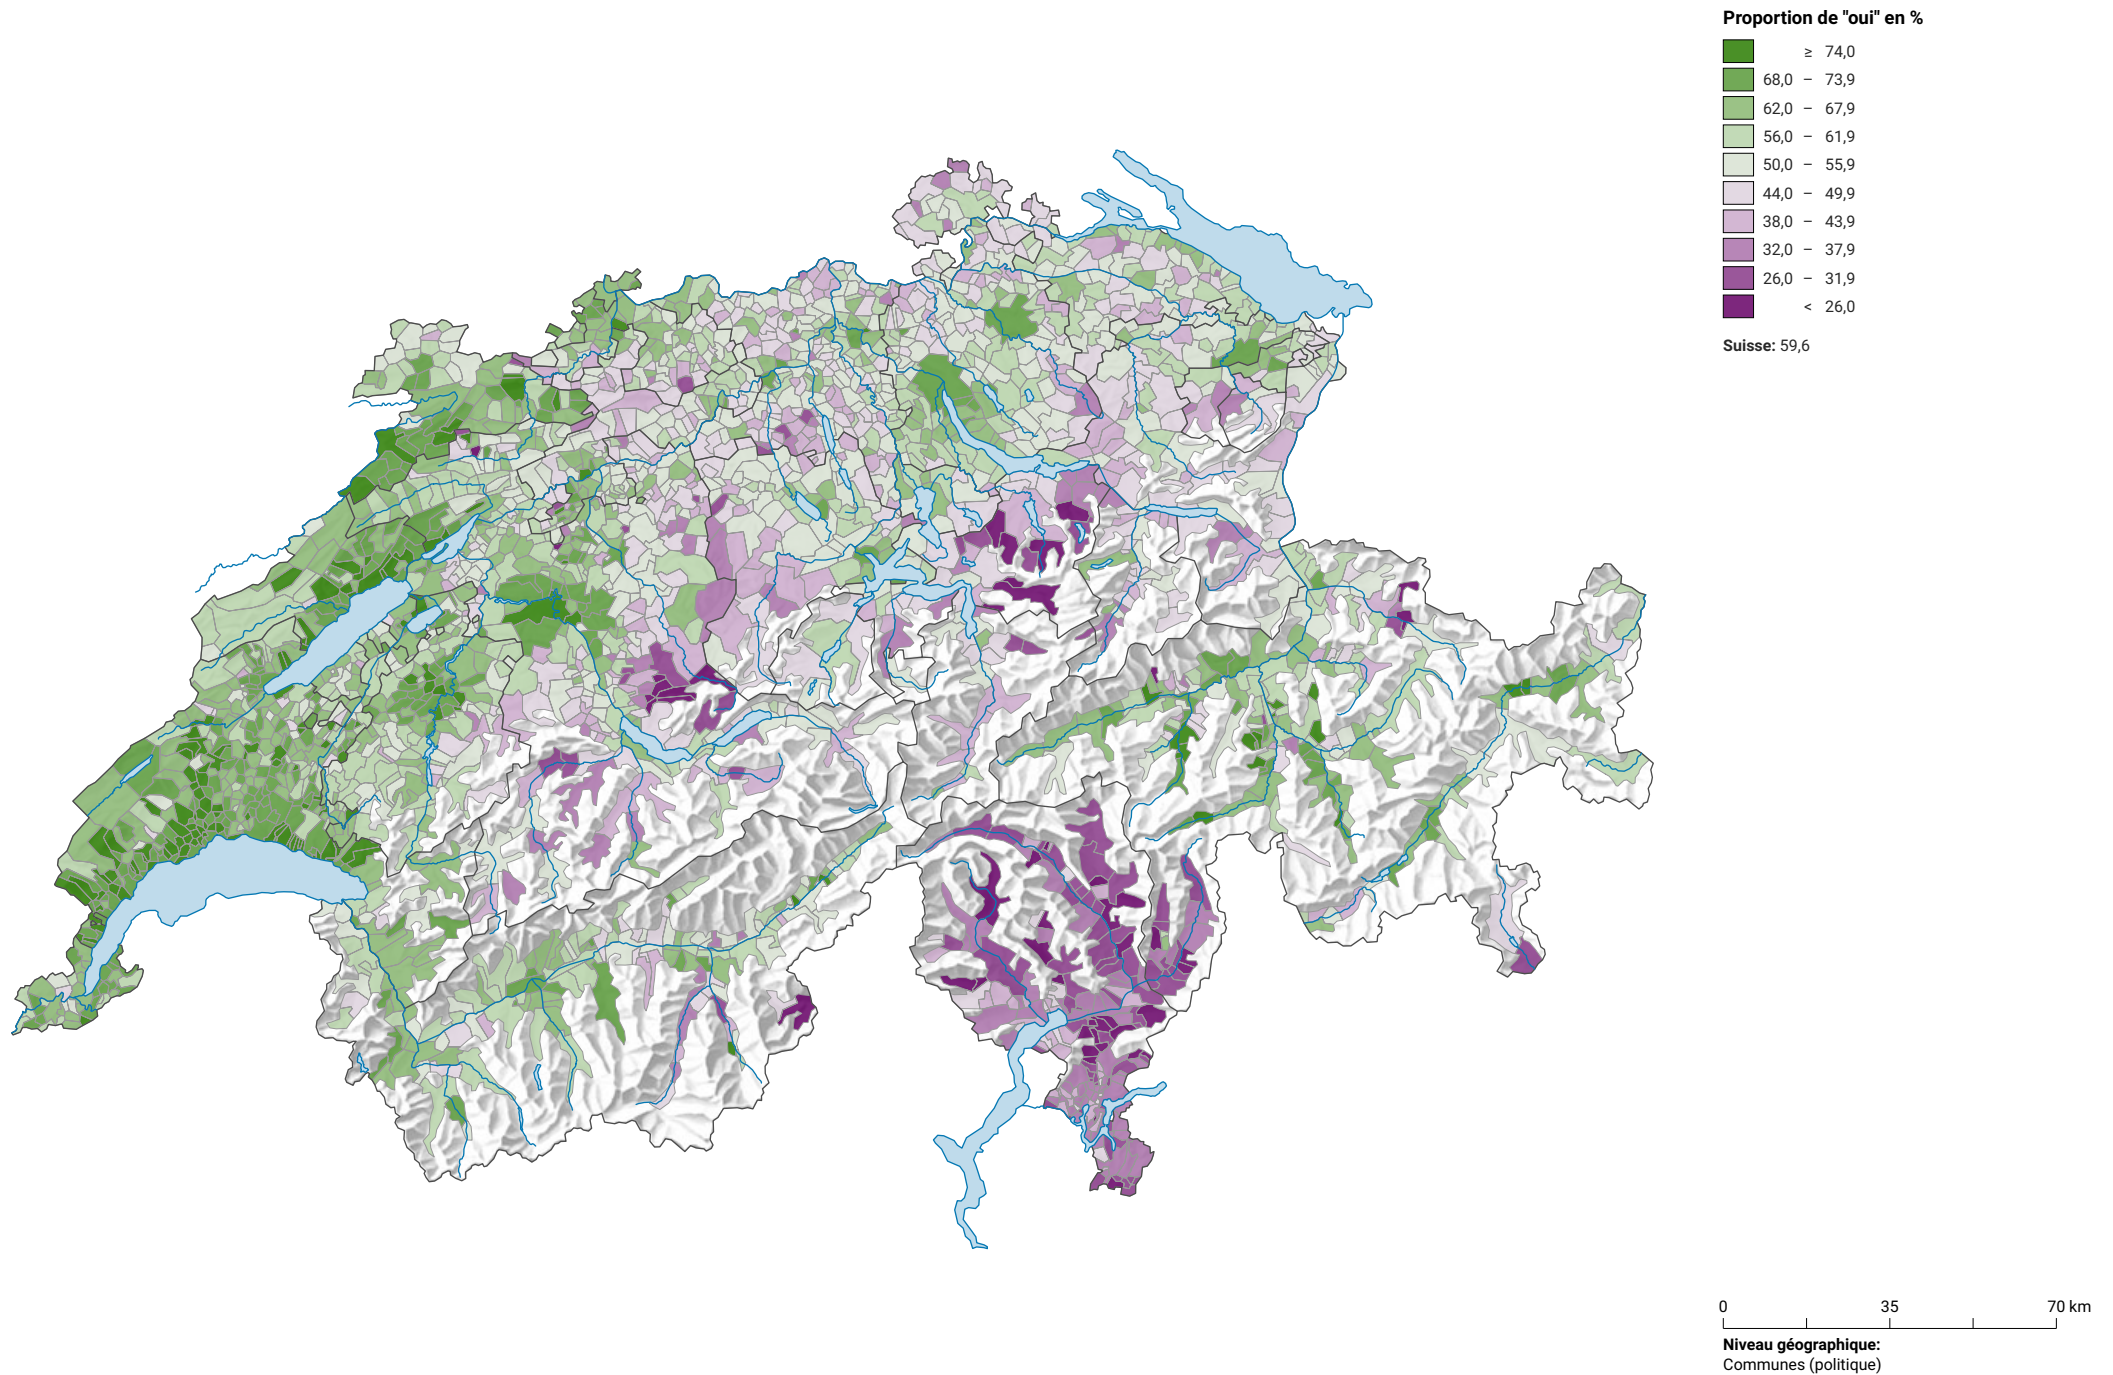 Proportion de "oui" en %
≥ 74,0
68,0 – 73,9
62,0 – 67,9
56,0 – 61,9
50,0 – 55,9
44,0 – 49,9
38,0 – 43,9
32,0 – 37,9
26,0 – 31,9
< 26,0
Suisse: 59,6
0 35 70 km
Niveau géographique:
Communes (politique)